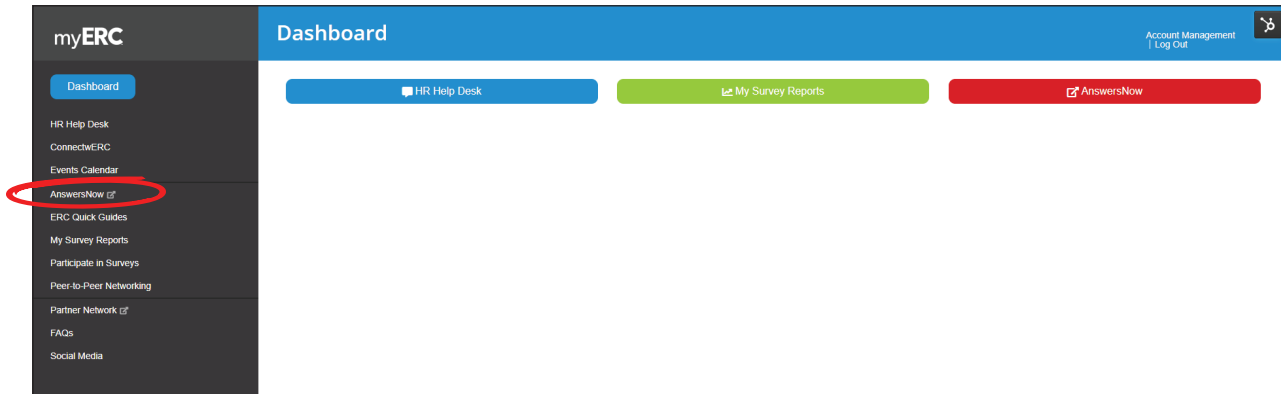 myERC
Dashboard
Account Management
| Log Out
Dashboard
HR Help Desk
My Survey Reports
AnswersNow
HR Help Desk
ConnectwERC
Events Calendar
AnswersNow
ERC Quick Guides
My Survey Reports
Participate in Surveys
Peer-to-Peer Networking
Partner Network
FAQs
Social Media